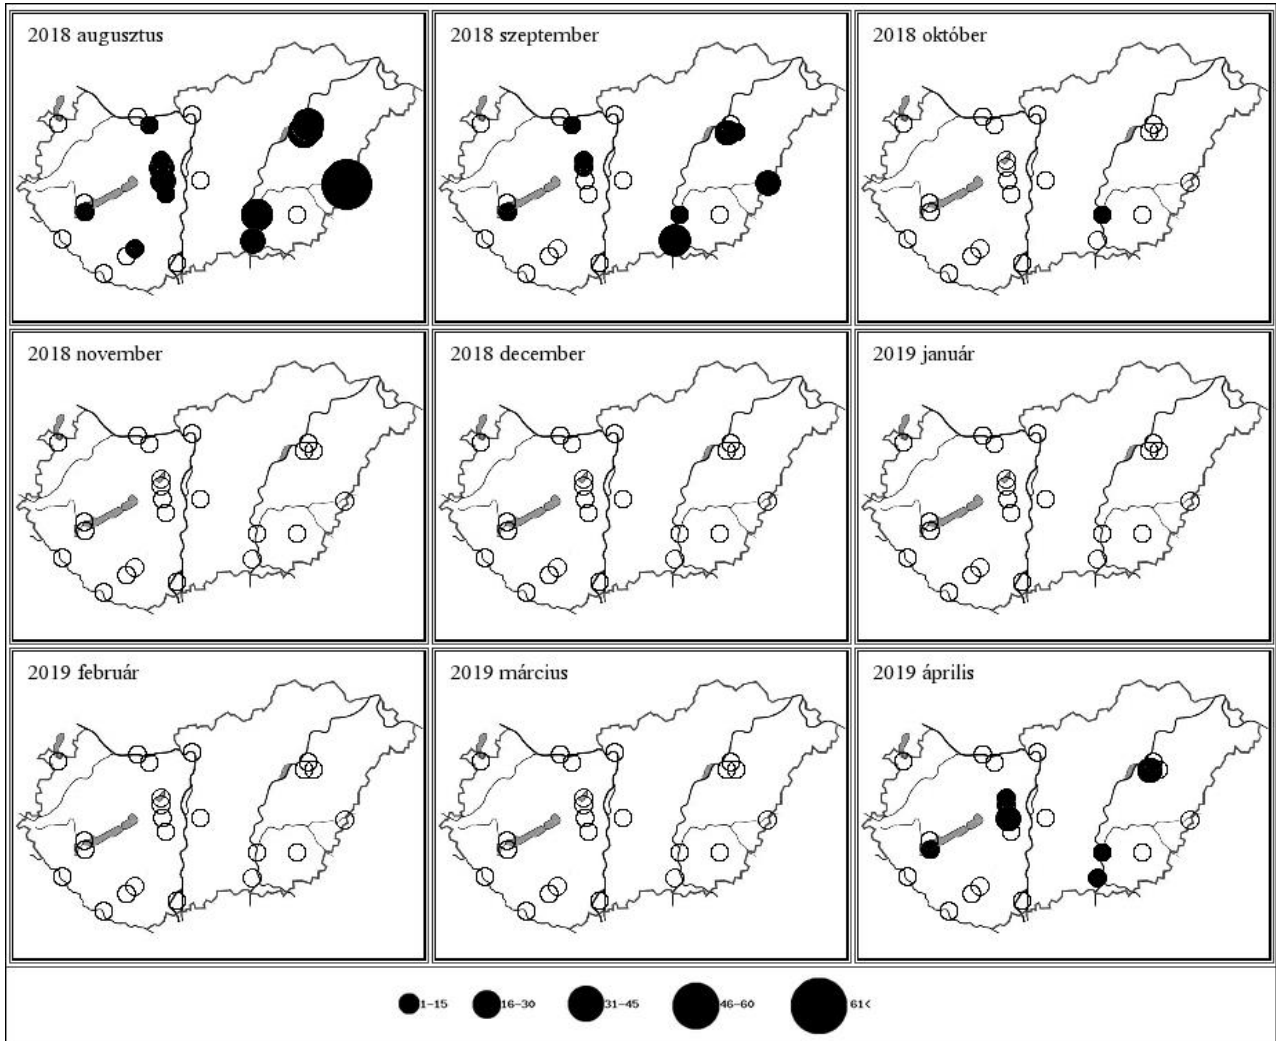 2018 augusztus
2018 szeptember
2018 október
2018 november
2018 december
2019 január
2019 február
2019 március
2019 április
1-15
16-30
31-45
46-60
61<